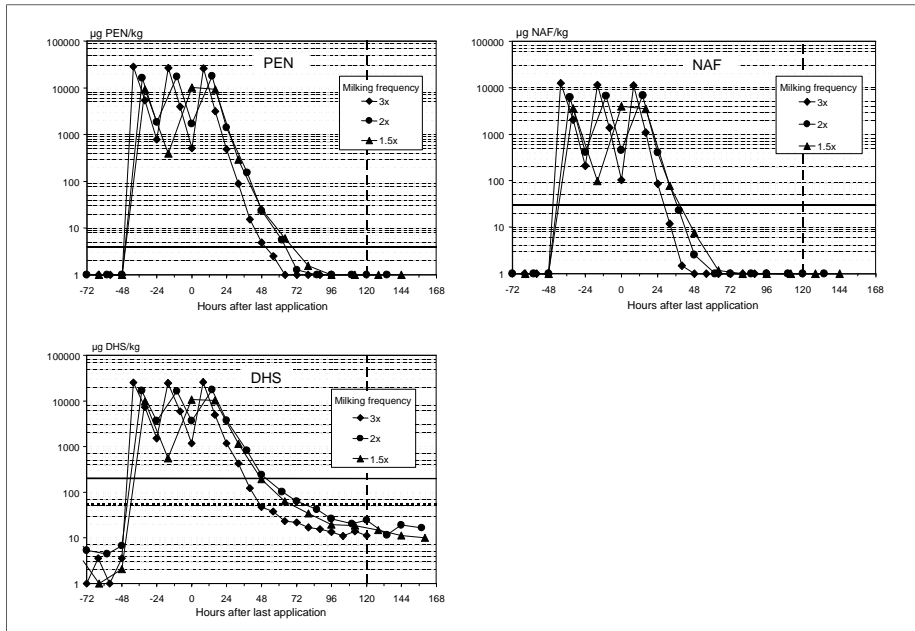 µg PEN/kg
100000
10000
1000
100
10
1
PEN
Milking frequency
3x
2x
1.5x
-72 -48 -24 0 24 48 72 96 120 144 168
Hours after last application
µg NAF/kg
100000
10000
1000
100
10
1
NAF
Milking frequency
3x
2x
1.5x
-72 -48 -24 0 24 48 72 96 120 144 168
Hours after last application
µg DHS/kg
100000
10000
1000
100
10
1
DHS
Milking frequency
3x
2x
1.5x
-72 -48 -24 0 24 48 72 96 120 144 168
Hours after last application